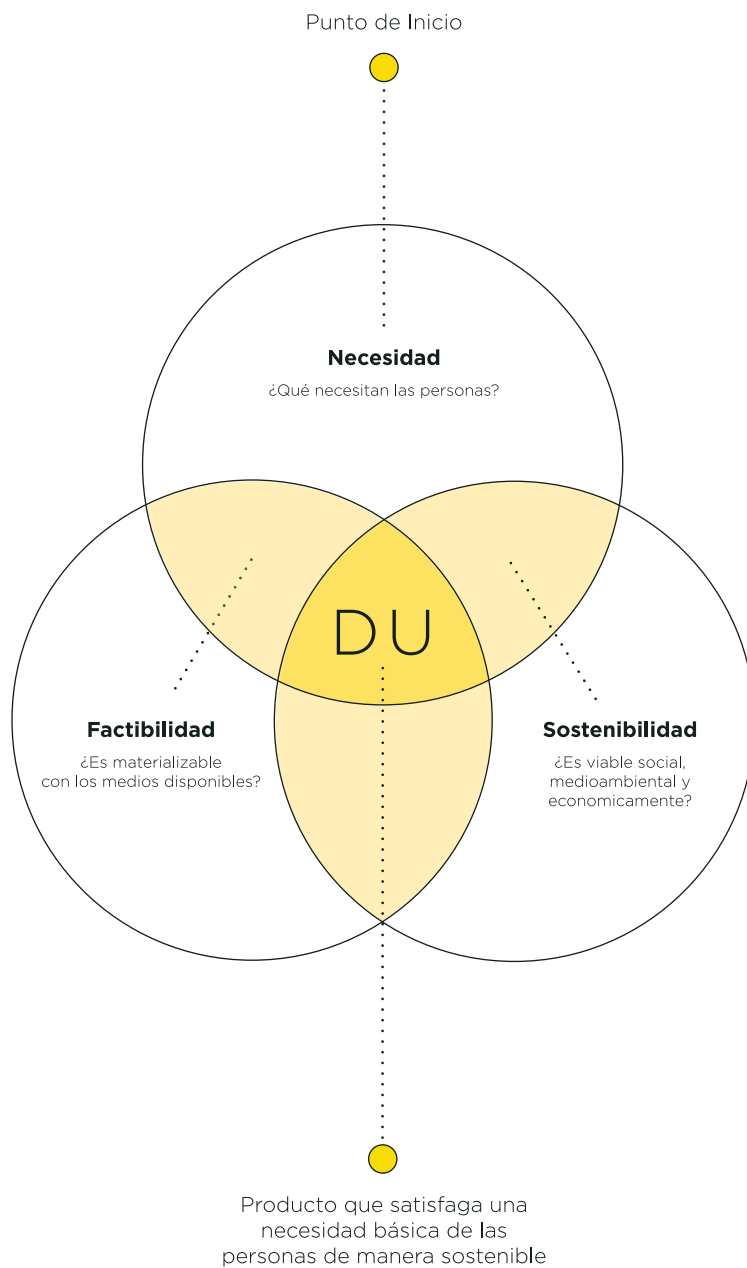 Punto de Inicio
Necesidad
¿Qué necesitan las personas?
DU
Factibilidad
¿Es materializable
con los medios disponibles?
Sostenibilidad
¿Es viable social,
medioambiental y
economicamente?
Producto que satisfaga una
necesidad básica de las
personas de manera sostenible